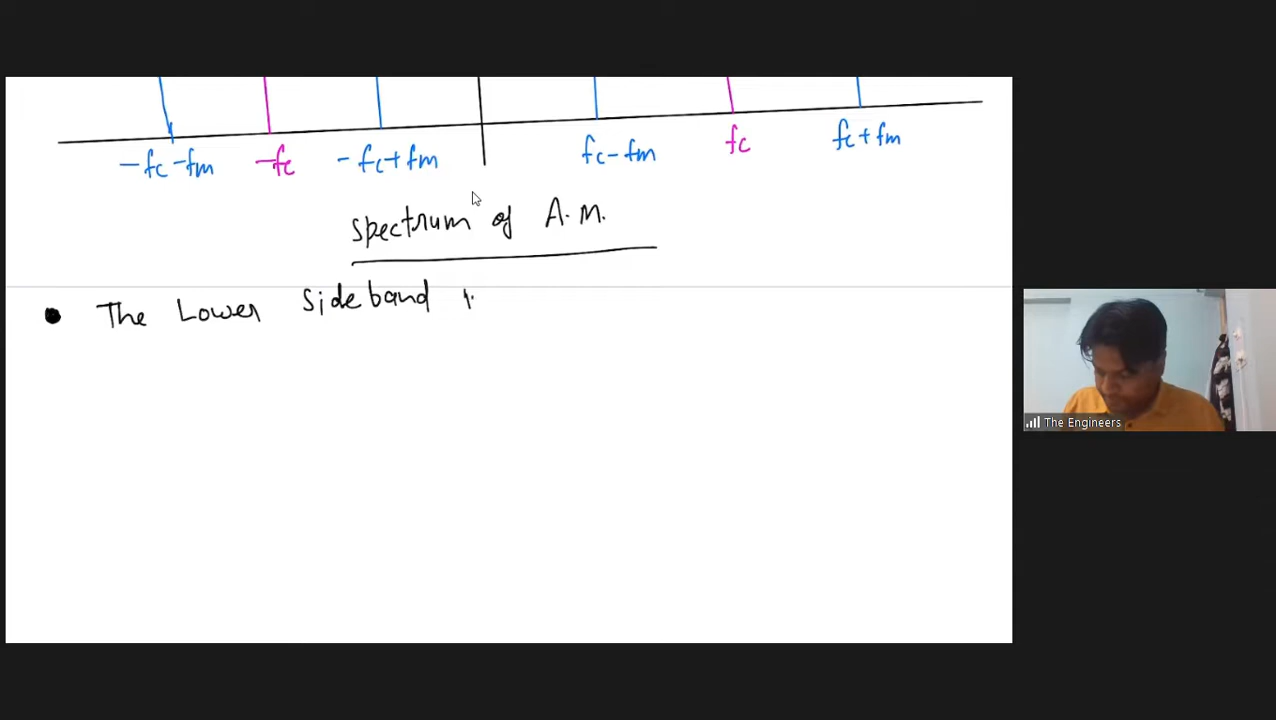 -fc-fm -fc -fc+fm fc-fm fc fc+fm
spectrum of A.M.
The Lower Sideband
The Engineers